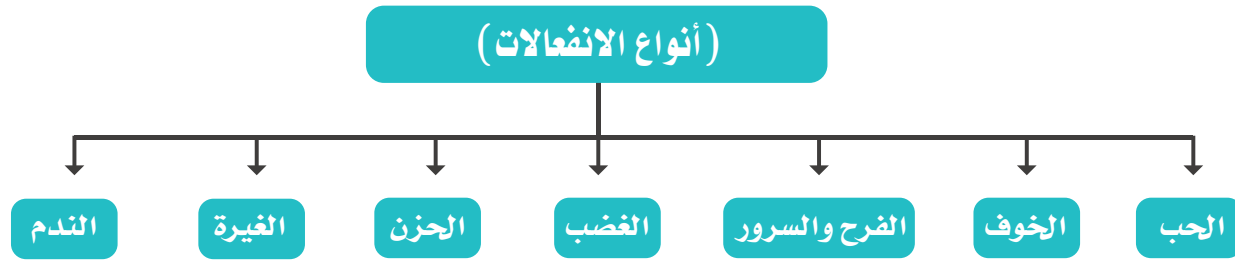 (أنواع الانفعالات)
الحب
الخوف
الفرح والسرور
الغضب
الحزن
الغيرة
الندم